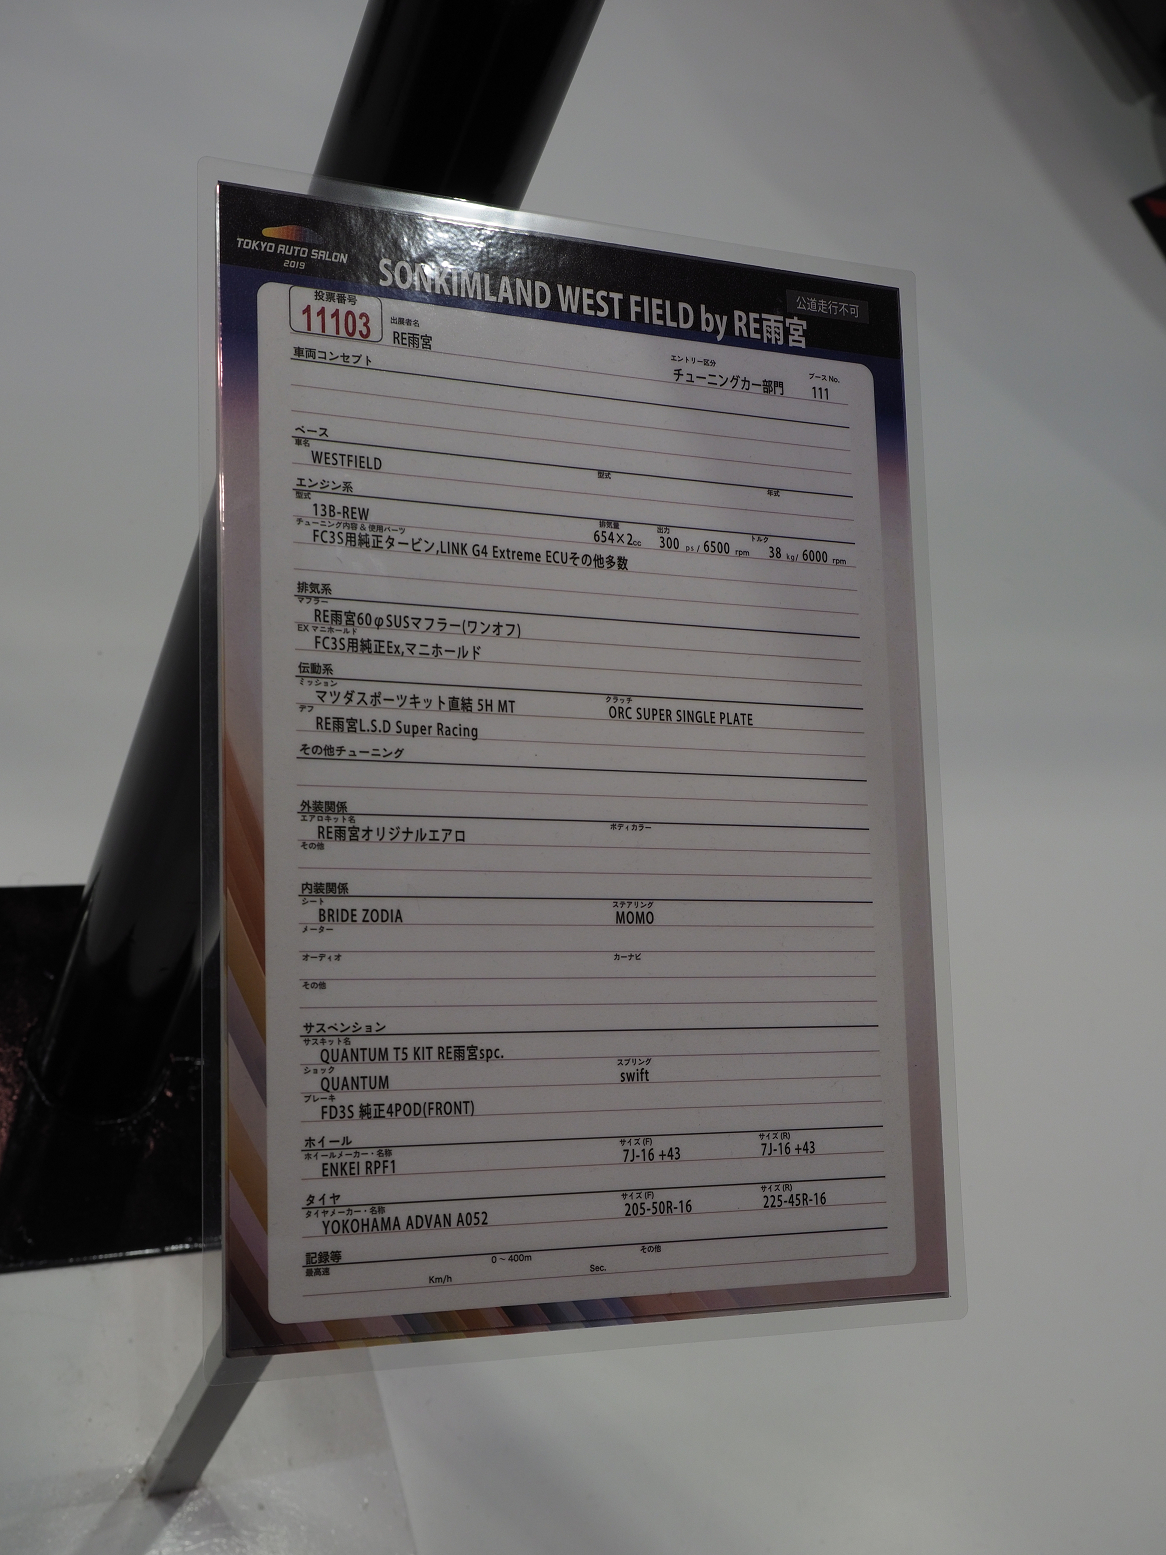 TOKYO AUTO SALON
2019
SONKIMLAND WEST FIELD by RE雨宮
公道走行不可
投票番号
11103
出展者名
RE雨宮
エントリー区分
チューニングカー部門
ブースNo.
111
車両コンセプト
ベース
車名
WESTFIELD
型式
年式
エンジン系
型式
13B-REW
排気量
654×2cc
出力
300 ps/ 6500 rpm
トルク
38 kg/ 6000 rpm
チューニング内容 & 使用パーツ
FC3S用純正タービン,LINK G4 Extreme ECUその他多数
排気系
マフラー
RE雨宮60φSUSマフラー(ワンオフ)
EXマニホールド
FC3S用純正Ex,マニホールド
伝動系
ミッション
マツダスポーツキット直結 5H MT
クラッチ
ORC SUPER SINGLE PLATE
デフ
RE雨宮L.S.D Super Racing
その他チューニング
外装関係
エアロキット名
RE雨宮オリジナルエアロ
ボディカラー
その他
内装関係
シート
BRIDE ZODIA
ステアリング
MOMO
メーター
オーディオ
カーナビ
その他
サスペンション
サスキット名
QUANTUM T5 KIT RE雨宮spc.
ショック
QUANTUM
スプリング
swift
ブレーキ
FD3S 純正4POD(FRONT)
ホイール
ホイールメーカー・名称
ENKEI RPF1
サイズ(F)
7J-16 +43
サイズ(R)
7J-16 +43
タイヤ
タイヤメーカー・名称
YOKOHAMA ADVAN A052
サイズ(F)
205-50R-16
サイズ(R)
225-45R-16
記録等
最高速
Km/h
0～400m
Sec.
その他